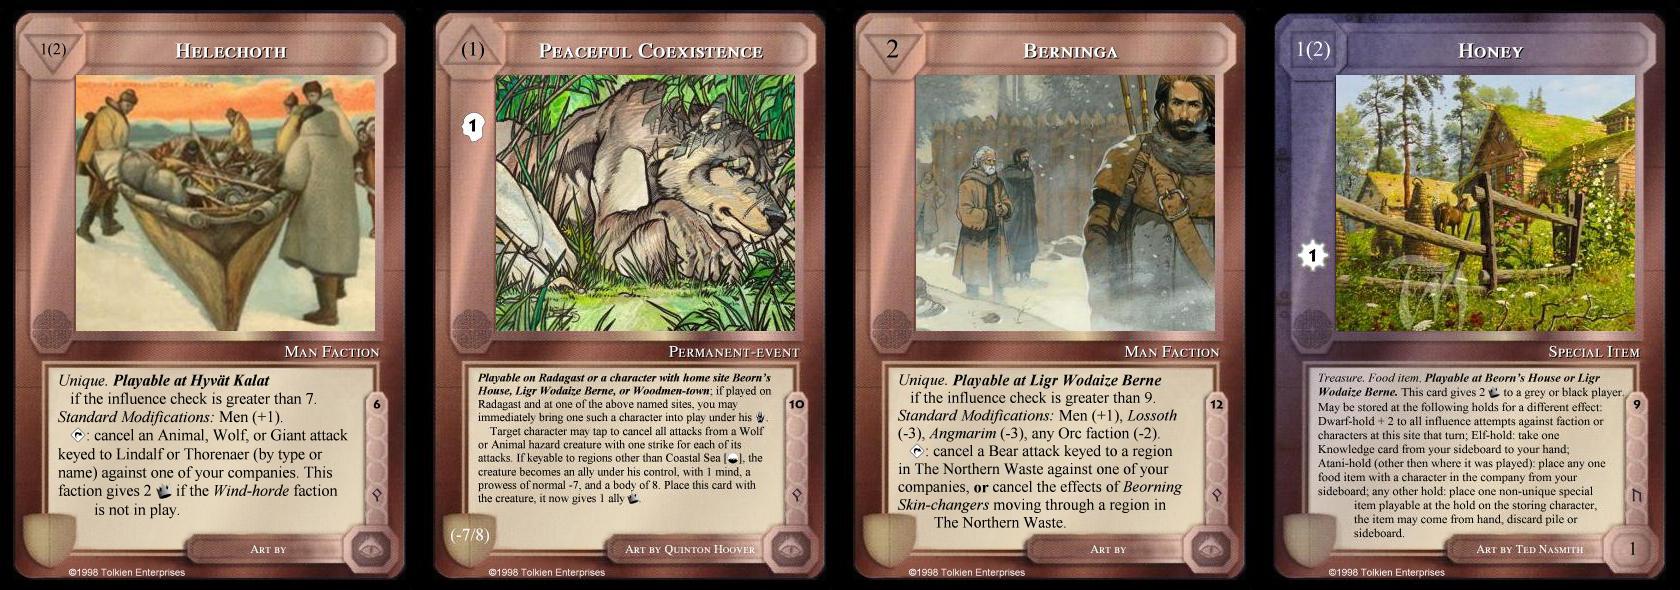 1(2)
HELECHOTH
MAN FACTION
Unique. Playable at Hyvät Kalat
if the influence check is greater than 7.
Standard Modifications: Men (+1).
: cancel an Animal, Wolf, or Giant attack
keyed to Lindalf or Thorenaer (by type or
name) against one of your companies. This
faction gives 2 if the Wind-horde faction
is not in play.
6
ART BY
©1998 Tolkien Enterprises
(1)
PEACEFUL COEXISTENCE
1
PERMANENT-EVENT
Playable on Radagast or a character with home site Beorn's
House, Ligr Wodaize Berne, or Woodmen-town; if played on
Radagast and at one of the above named sites, you may
immediately bring one such a character into play under his .
Target character may tap to cancel all attacks from a Wolf
or Animal hazard creature with one strike for each of its
attacks. If keyable to regions other than Coastal Sea [ ], the
creature becomes an ally under his control, with 1 mind, a
prowess of normal -7, and a body of 8. Place this card with
the creature, it now gives 1 ally .
10
(-7/8)
ART BY QUINTON HOOVER
©1998 Tolkien Enterprises
2
BERNINGA
MAN FACTION
Unique. Playable at Ligr Wodaize Berne
if the influence check is greater than 9.
Standard Modifications: Men (+1), Lossoth
(-3), Angmarim (-3), any Orc faction (-2).
: cancel a Bear attack keyed to a region
in The Northern Waste against one of your
companies, or cancel the effects of Beorning
Skin-changers moving through a region in
The Northern Waste.
12
ART BY
©1998 Tolkien Enterprises
1(2)
HONEY
1
SPECIAL ITEM
Treasure. Food item. Playable at Beorn's House or Ligr
Wodaize Berne. This card gives 2 to a grey or black player.
May be stored at the following holds for a different effect:
Dwarf-hold + 2 to all influence attempts against faction or
characters at this site that turn; Elf-hold: take one
Knowledge card from your sideboard to your hand;
Atani-hold (other then where it was played): place any one
food item with a character in the company from your
sideboard; any other hold: place one non-unique special
item playable at the hold on the storing character,
the item may come from hand, discard pile or
sideboard.
9
ART BY TED NASMITH
1
©1998 Tolkien Enterprises